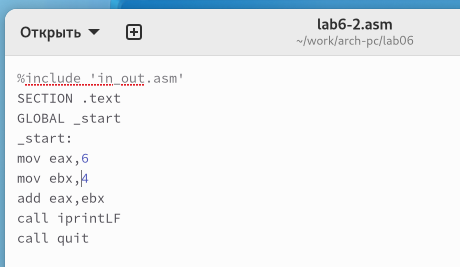 Открыть
lab6-2.asm
~/work/arch-pc/lab06
%include 'in_out.asm'
SECTION .text
GLOBAL _start
_start:
mov eax,6
mov ebx,4
add eax,ebx
call iprintLF
call quit